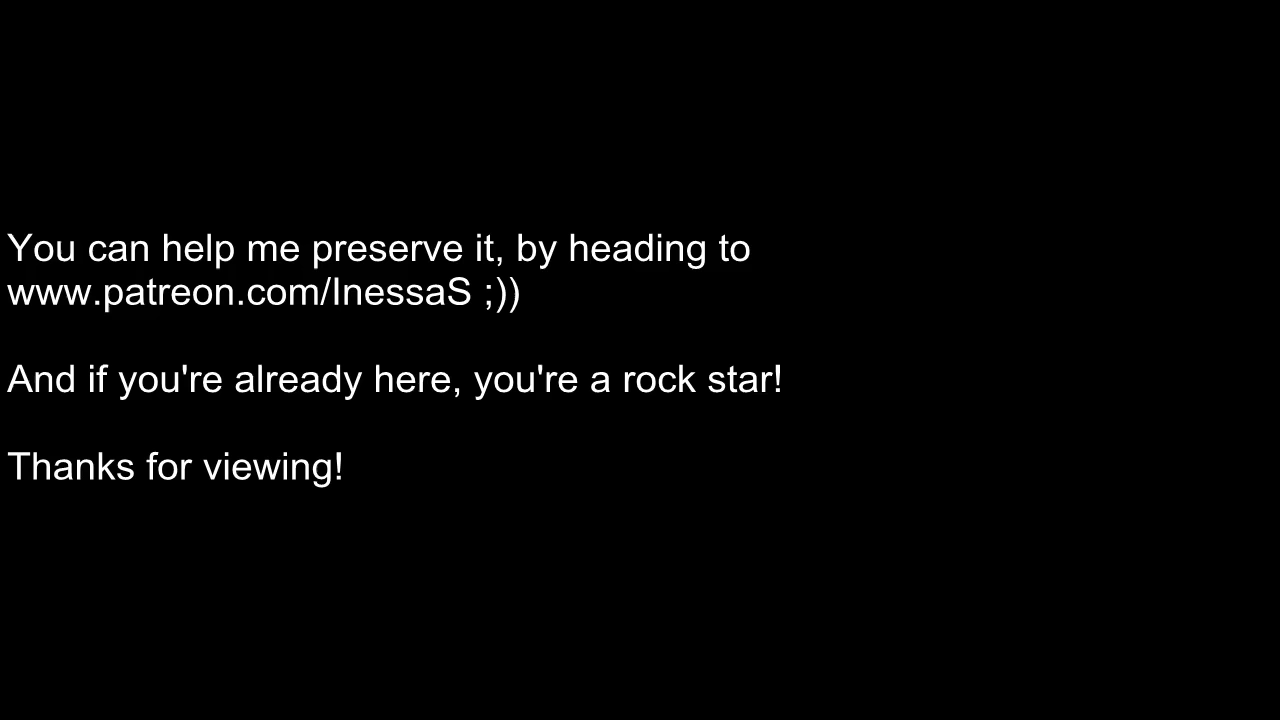 You can help me preserve it, by heading to
www.patreon.com/InessaS ;))
And if you're already here, you're a rock star!
Thanks for viewing!